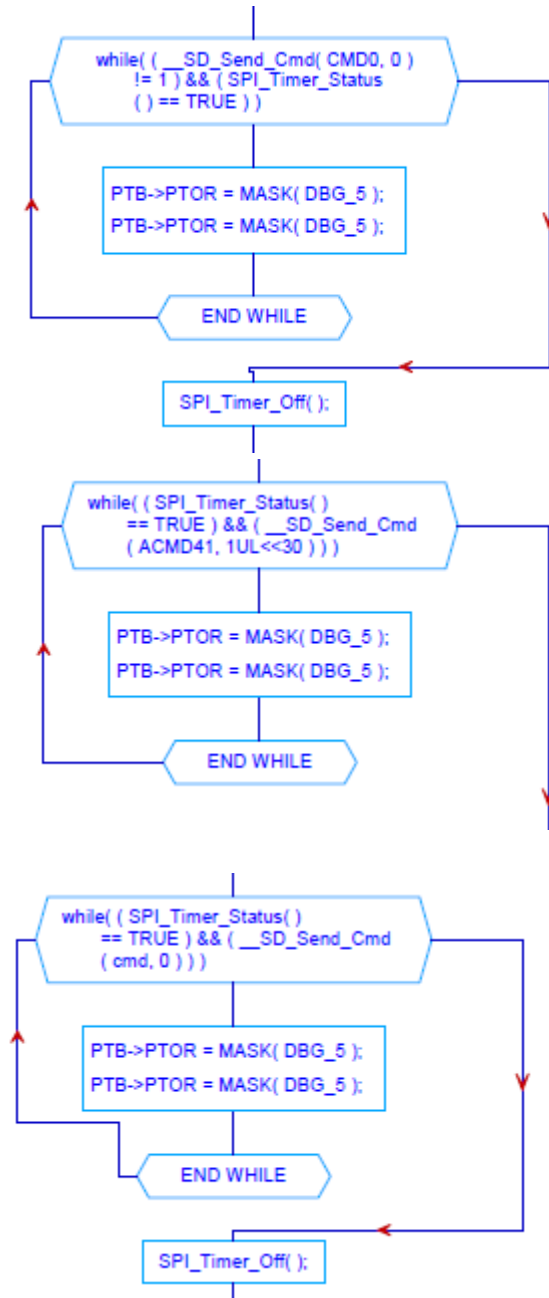 while( ( __SD_Send_Cmd( CMD0, 0 )
!= 1 ) && ( SPI_Timer_Status
( ) == TRUE ) )
PTB->PTOR = MASK( DBG_5 );
PTB->PTOR = MASK( DBG_5 );
END WHILE
SPI_Timer_Off( );
while( ( SPI_Timer_Status( )
== TRUE ) && ( __SD_Send_Cmd
( ACMD41, 1UL<<30 ) ) )
PTB->PTOR = MASK( DBG_5 );
PTB->PTOR = MASK( DBG_5 );
END WHILE
while( ( SPI_Timer_Status( )
== TRUE ) && ( __SD_Send_Cmd
( cmd, 0 ) ) )
PTB->PTOR = MASK( DBG_5 );
PTB->PTOR = MASK( DBG_5 );
END WHILE
SPI_Timer_Off( );